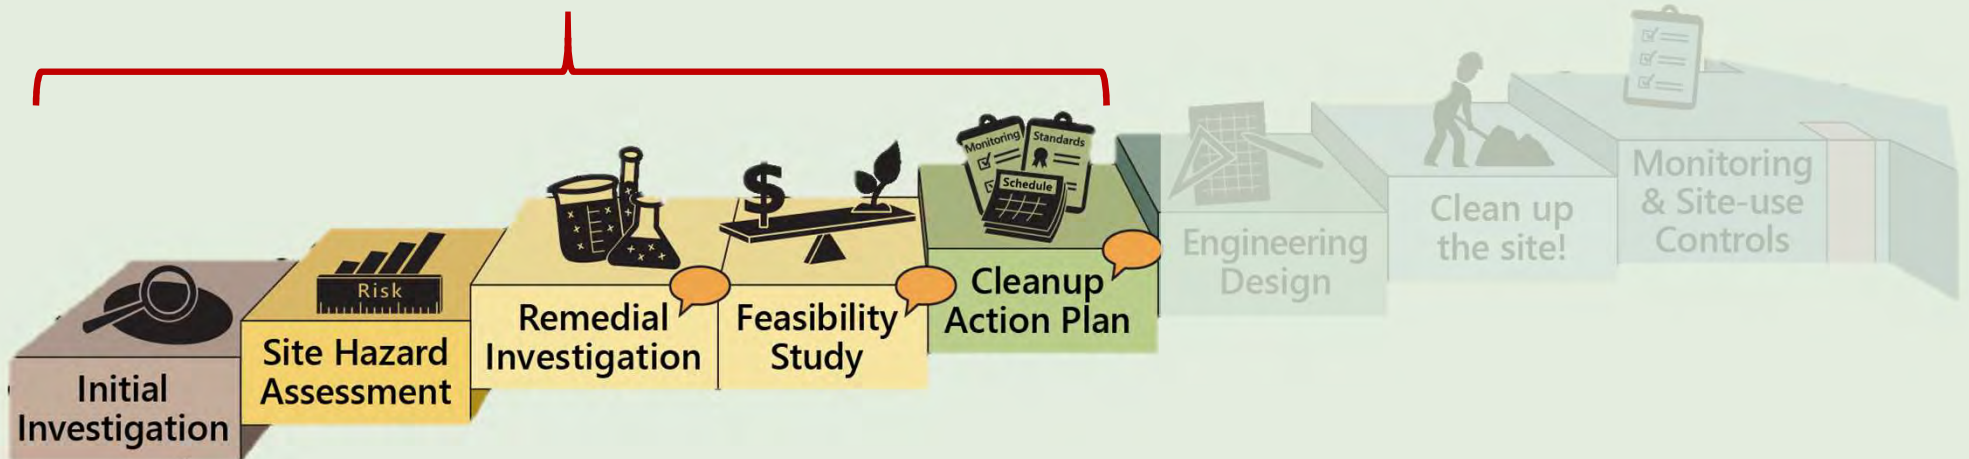 Initial
Investigation
Risk
Site Hazard
Assessment
Remedial
Investigation
$
Feasibility
Study
Monitoring
Standards
Schedule
Cleanup
Action Plan
Engineering
Design
Clean up
the site!
Monitoring
& Site-use
Controls